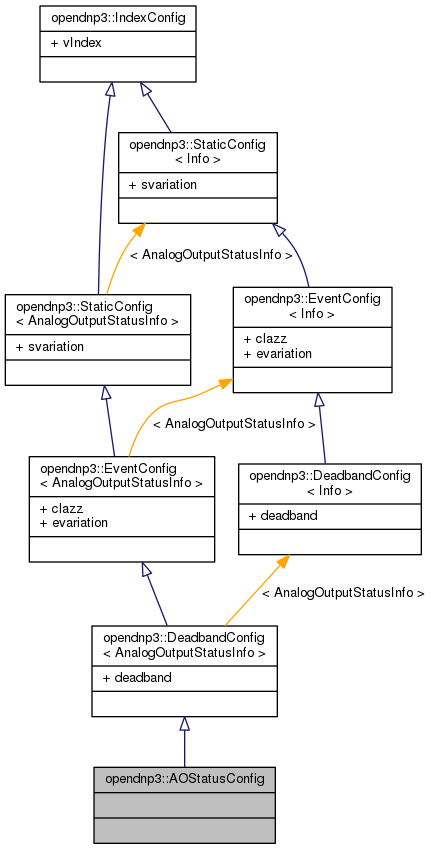 opendnp3::IndexConfig
+ vIndex
opendnp3::StaticConfig
< Info >
+ svariation
< AnalogOutputStatusInfo >
opendnp3::StaticConfig
< AnalogOutputStatusInfo >
+ svariation
opendnp3::EventConfig
< Info >
+ clazz
+ evariation
< AnalogOutputStatusInfo >
opendnp3::EventConfig
< AnalogOutputStatusInfo >
+ clazz
+ evariation
opendnp3::DeadbandConfig
< Info >
+ deadband
< AnalogOutputStatusInfo >
opendnp3::DeadbandConfig
< AnalogOutputStatusInfo >
+ deadband
opendnp3::AOStatusConfig